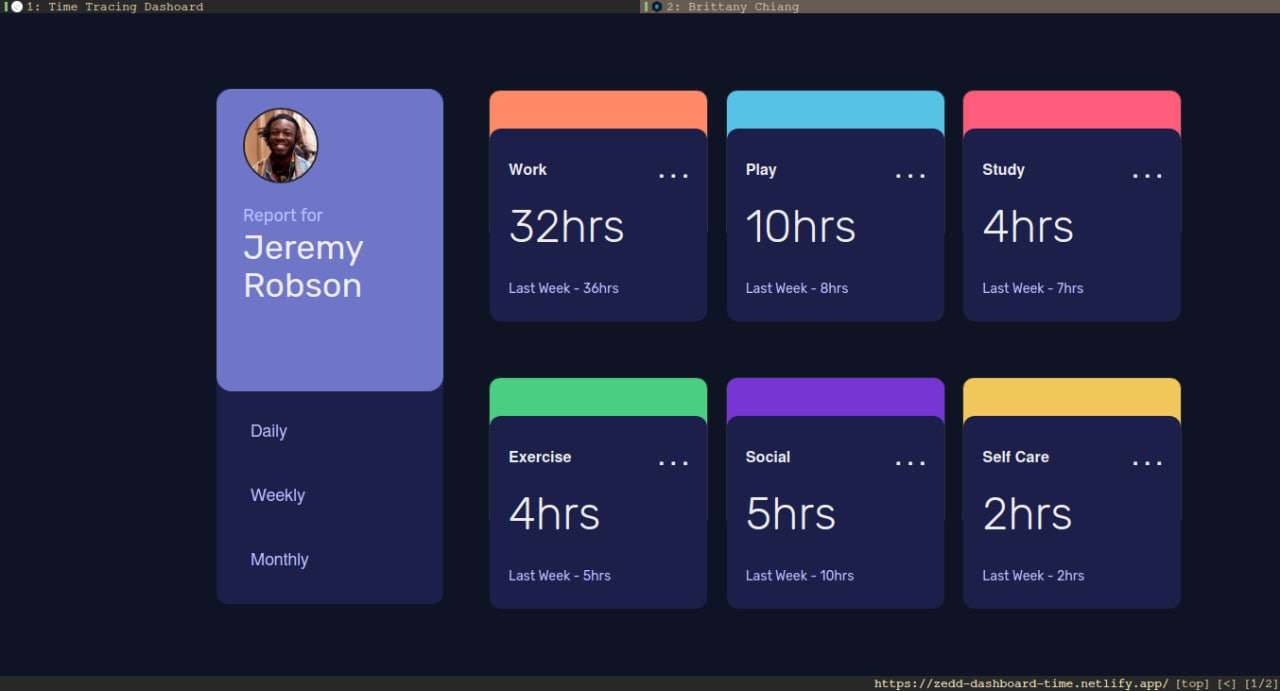 1: Time Tracing Dashoard
2: Brittany Chiang
Report for
Jeremy
Robson
Daily
Weekly
Monthly
Work
...
32hrs
Last Week - 36hrs
Play
...
10hrs
Last Week - 8hrs
Study
...
4hrs
Last Week - 7hrs
Exercise
...
4hrs
Last Week - 5hrs
Social
...
5hrs
Last Week - 10hrs
Self Care
...
2hrs
Last Week - 2hrs
https://zedd-dashboard-time.netlify.app/ [top] [<] [1/2]